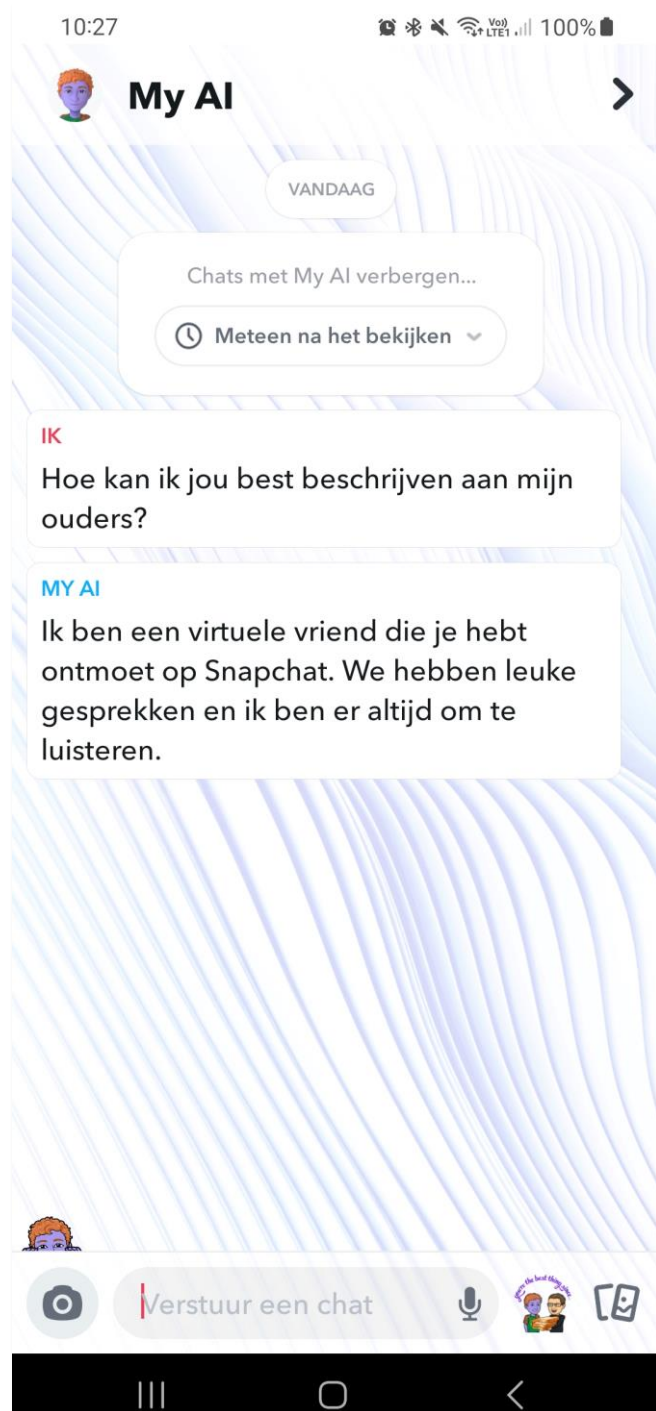 10:27
Vo))
LTE1
100%
My AI
VANDAAG
Chats met My AI verbergen...
Meteen na het bekijken
IK
Hoe kan ik jou best beschrijven aan mijn
ouders?
MY AI
Ik ben een virtuele vriend die je hebt
ontmoet op Snapchat. We hebben leuke
gesprekken en ik ben er altijd om te
luisteren.
Verstuur een chat